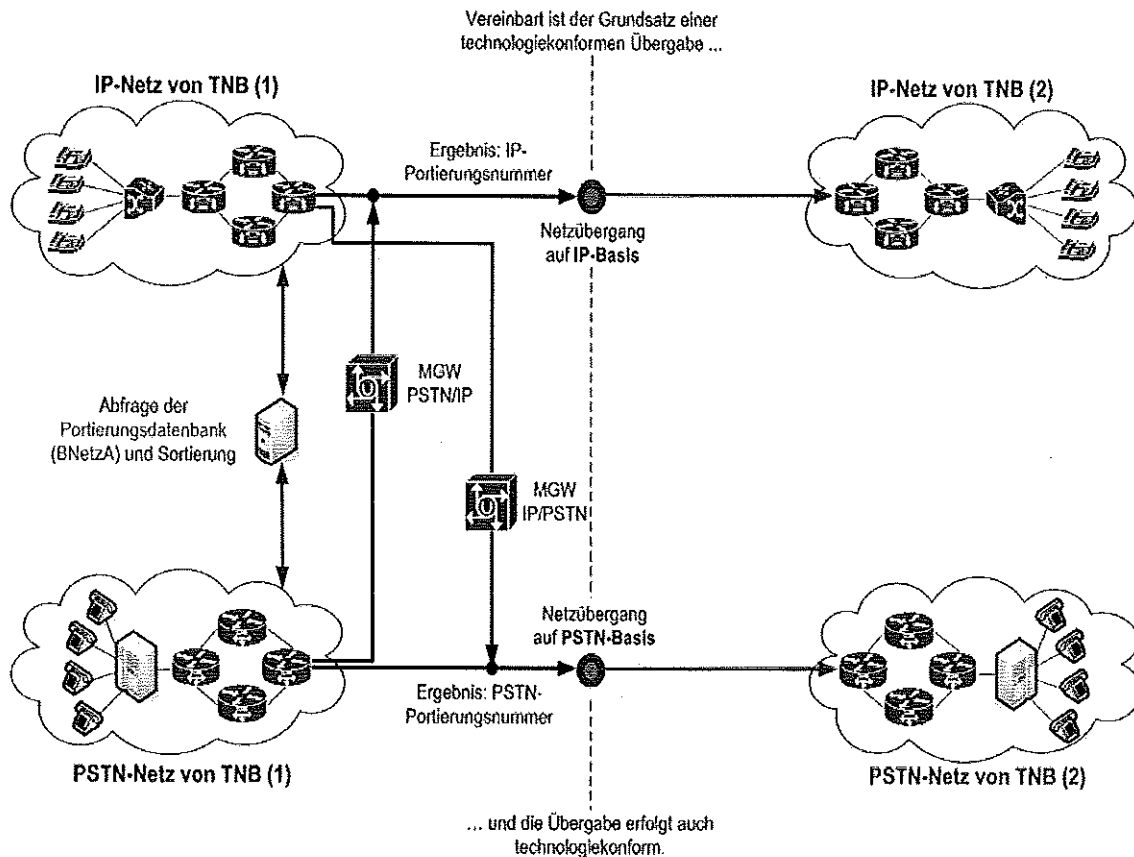 Vereinbart ist der Grundsatz einer
technologiekonformen Übergabe ...
IP-Netz von TNB (1)
IP-Netz von TNB (2)
Ergebnis: IP-
Portierungsnummer
Netzübergang
auf IP-Basis
MGW
PSTN/IP
Abfrage der
Portierungsdatenbank
(BNetzA) und Sortierung
MGW
IP/PSTN
Netzübergang
auf PSTN-Basis
Ergebnis: PSTN-
Portierungsnummer
PSTN-Netz von TNB (1)
PSTN-Netz von TNB (2)
... und die Übergabe erfolgt auch
technologiekonform.